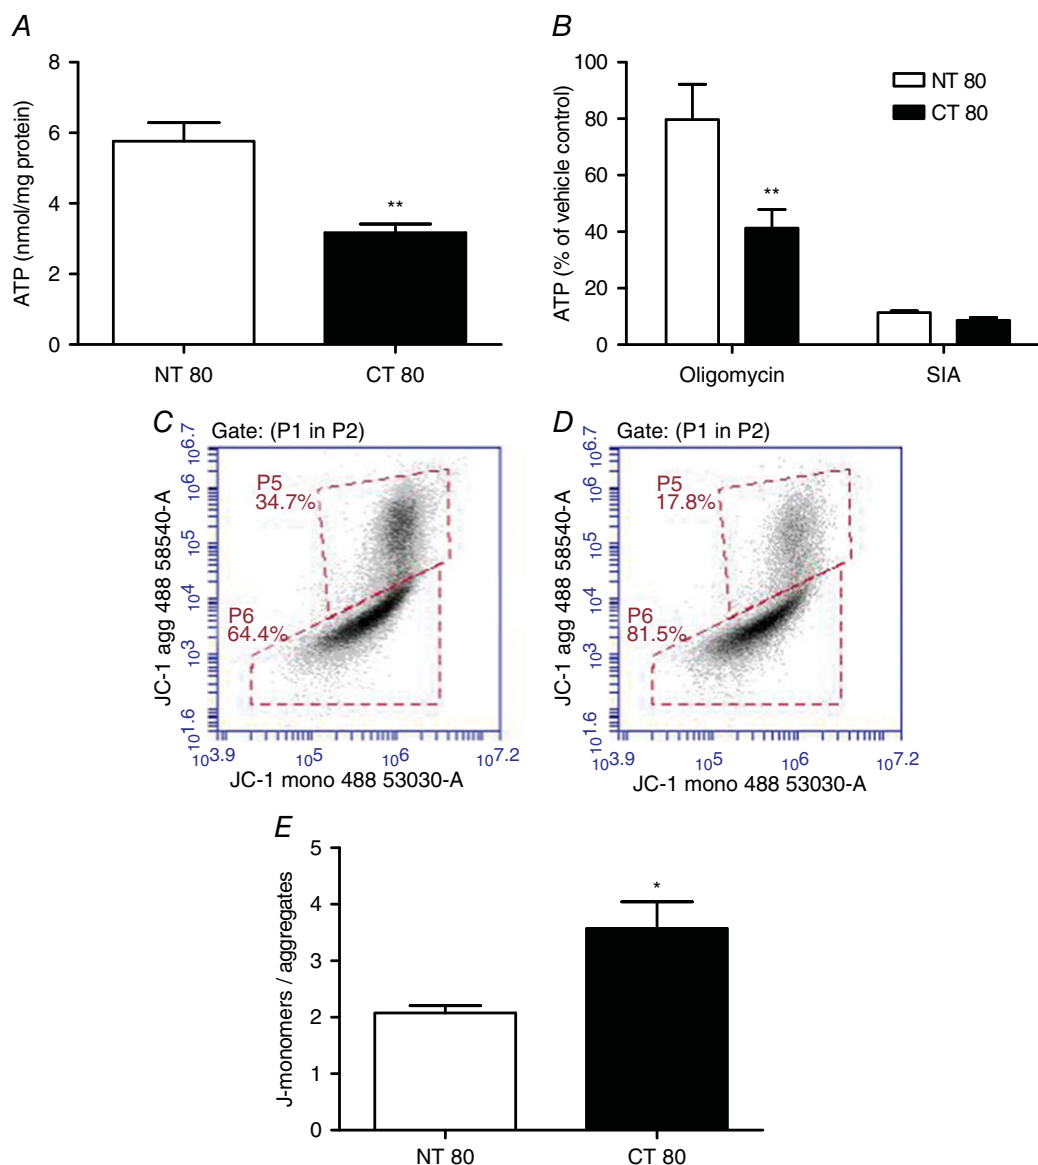 A
ATP (nmol/mg protein)
8
6
4
2
0
**
NT 80
CT 80
B
ATP (% of vehicle control)
100
80
60
40
20
0
NT 80
CT 80
**
Oligomycin
SIA
C
Gate: (P1 in P2)
JC-1 agg 488 58540-A
10^6.7
10^6
10^5
10^4
10^3
10^1.6
P5
34.7%
P6
64.4%
10^3.9
10^5
10^6
10^7.2
JC-1 mono 488 53030-A
D
Gate: (P1 in P2)
JC-1 agg 488 58540-A
10^6.7
10^6
10^5
10^4
10^3
10^1.6
P5
17.8%
P6
81.5%
10^3.9
10^5
10^6
10^7.2
JC-1 mono 488 53030-A
E
J-monomers / aggregates
5
4
3
2
1
0
*
NT 80
CT 80